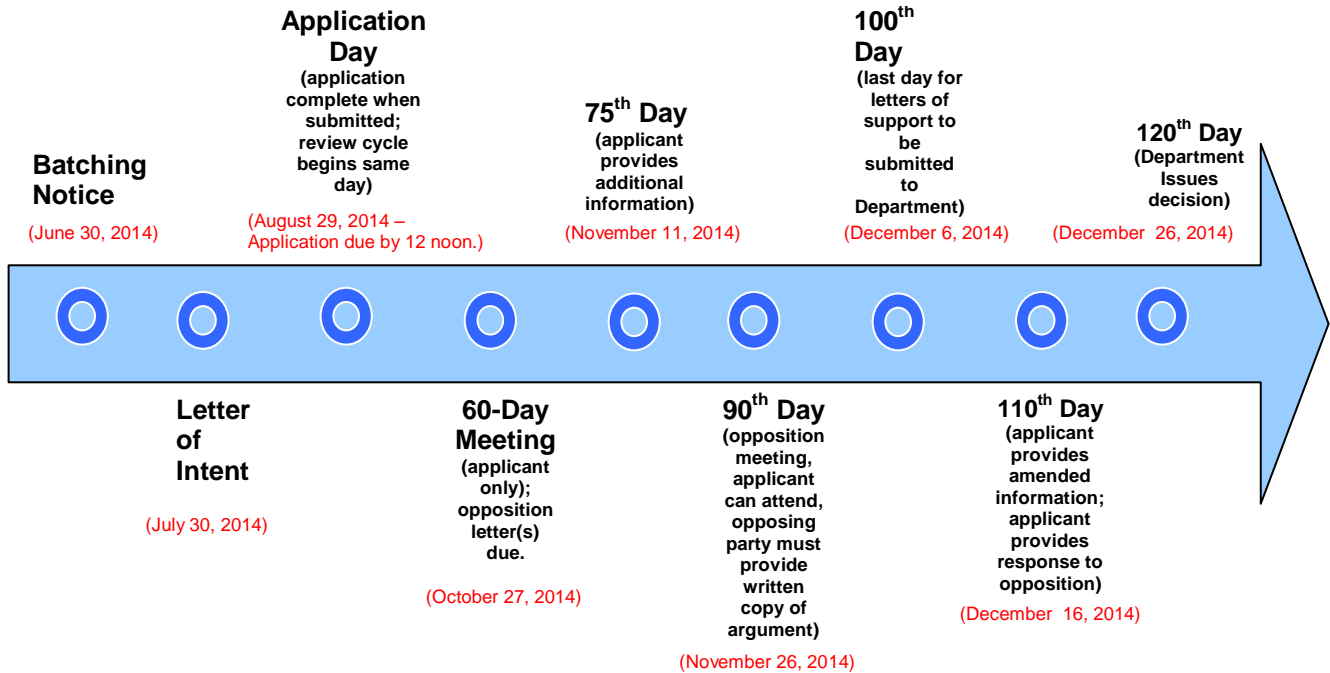 Batching
Notice
(June 30, 2014)
Letter
of
Intent
(July 30, 2014)
Application
Day
(application
complete when
submitted;
review cycle
begins same
day)
(August 29, 2014 –
Application due by 12 noon.)
60-Day
Meeting
(applicant
only);
opposition
letter(s)
due.
(October 27, 2014)
75th Day
(applicant
provides
additional
information)
(November 11, 2014)
90th Day
(opposition
meeting,
applicant
can attend,
opposing
party must
provide
written
copy of
argument)
(November 26, 2014)
100th
Day
(last day for
letters of
support to
be
submitted
to
Department)
(December 6, 2014)
110th Day
(applicant
provides
amended
information;
applicant
provides
response to
opposition)
(December 16, 2014)
120th Day
(Department
Issues
decision)
(December 26, 2014)